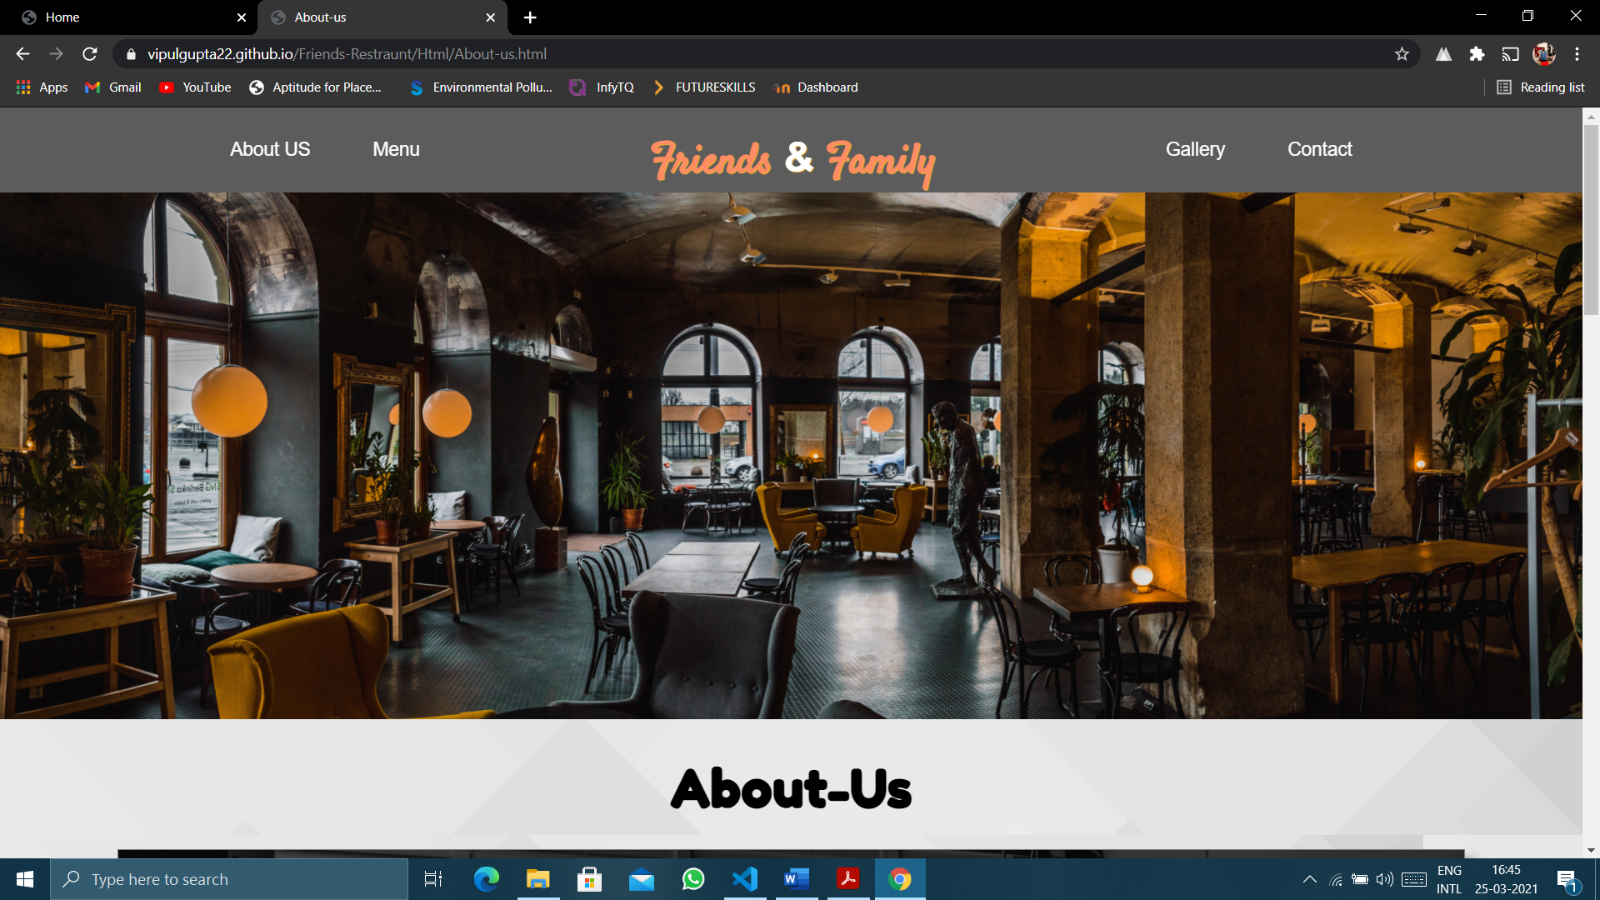 Home
About-us
vipulgupta22.github.io/Friends-Restraunt/Html/About-us.html
Apps
Gmail
YouTube
Aptitude for Place...
Environmental Pollu...
InfyTQ
FUTURESKILLS
Dashboard
Reading list
About US
Menu
Friends & Family
Gallery
Contact
About-Us
Type here to search
ENG
INTL
16:45
25-03-2021
1